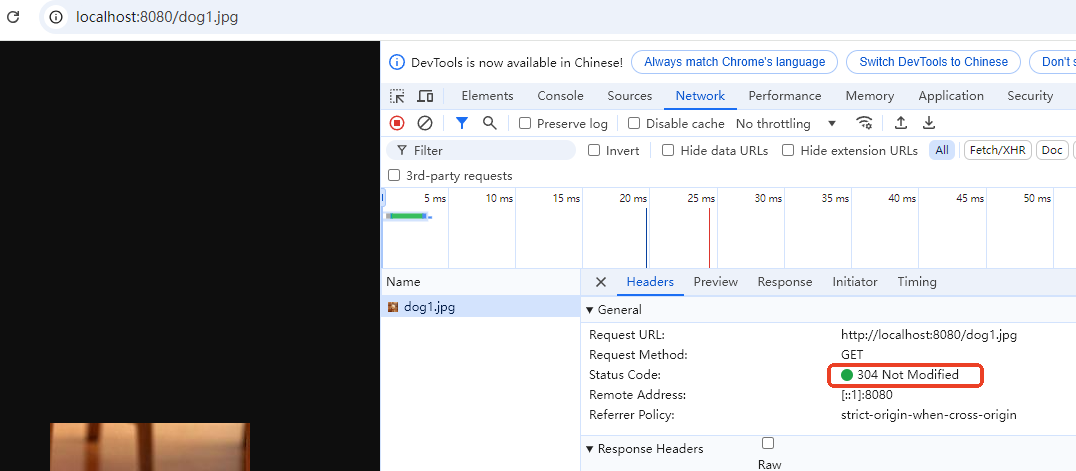 localhost:8080/dog1.jpg
DevTools is now available in Chinese! Always match Chrome's language Switch DevTools to Chinese Don't
Elements Console Sources Network Performance Memory Application Security
Preserve log Disable cache No throttling
Filter Invert Hide data URLs Hide extension URLs All Fetch/XHR Doc
3rd-party requests
5 ms 10 ms 15 ms 20 ms 25 ms 30 ms 35 ms 40 ms 45 ms 50 ms
Name Headers Preview Response Initiator Timing
dog1.jpg
General
Request URL: http://localhost:8080/dog1.jpg
Request Method: GET
Status Code: 304 Not Modified
Remote Address: [::1]:8080
Referrer Policy: strict-origin-when-cross-origin
Response Headers
Raw